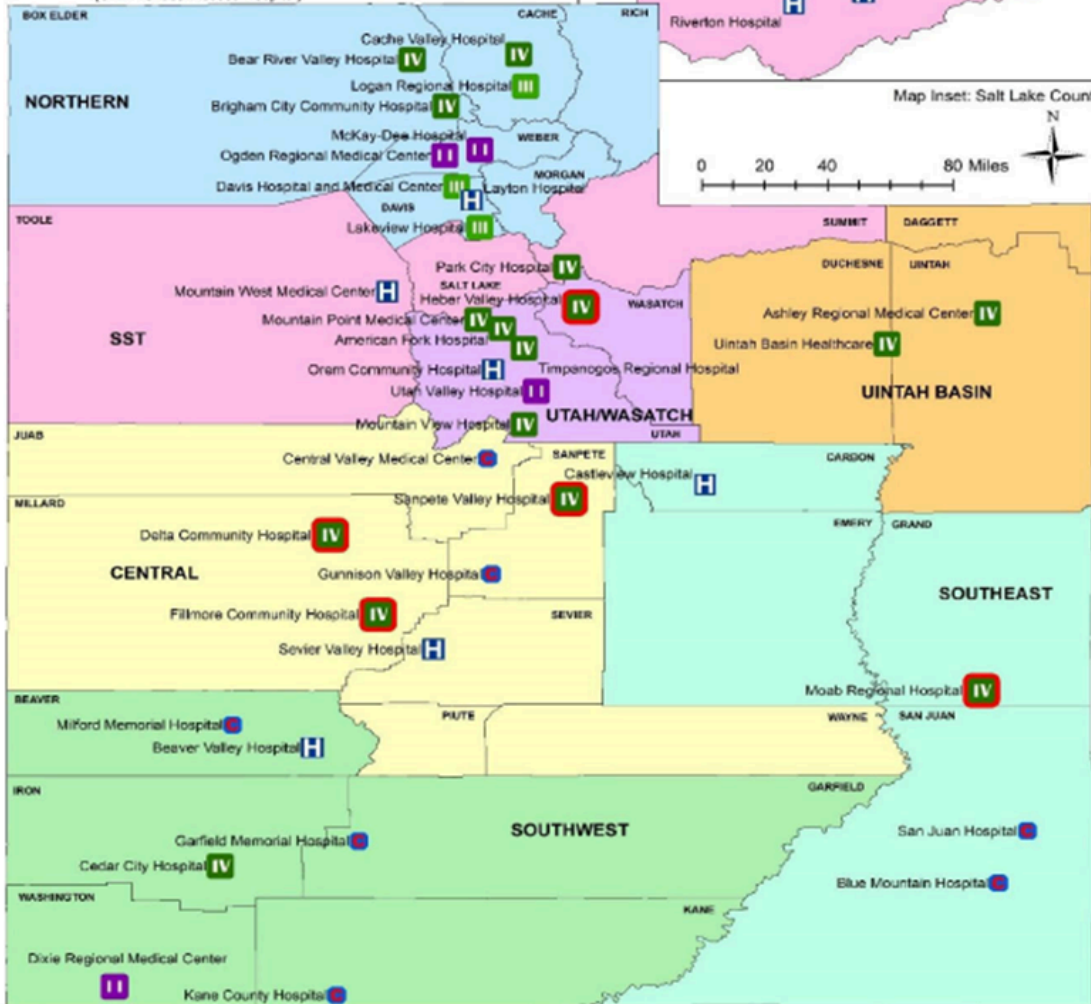 Riverton Hospital
H
BOX ELDER
CACHE
RICH
Cache Valley Hospital
IV
Bear River Valley Hospital
IV
Logan Regional Hospital
III
NORTHERN
Brigham City Community Hospital
IV
Map Inset: Salt Lake Coun
N
McKay-Dee Hospital
II
WEBER
Ogden Regional Medical Center
II
0 20 40 80 Miles
MORGAN
Davis Hospital and Medical Center
III
Layton Hospital
H
DAVIS
TOOLE
Lakeview Hospital
III
SUMMIT
DAGGETT
Park City Hospital
IV
DUCHESNE
UINTAH
SALT LAKE
Mountain West Medical Center
H
Heber Valley Hospital
IV
WASATCH
Mountain Point Medical Center
IV
Ashley Regional Medical Center
IV
SST
American Fork Hospital
IV
Uintah Basin Healthcare
IV
IV
Timpanogos Regional Hospital
Orem Community Hospital
H
Utah Valley Hospital
II
UINTAH BASIN
UTAH/WASATCH
Mountain View Hospital
IV
UTAH
JUAB
Central Valley Medical Center
C
SANPETE
CARBON
Castleview Hospital
H
MILLARD
Sanpete Valley Hospital
IV
EMERY
GRAND
Delta Community Hospital
IV
CENTRAL
Gunnison Valley Hospital
C
SOUTHEAST
Fillmore Community Hospital
IV
SEVIER
Sevier Valley Hospital
H
BEAVER
Moab Regional Hospital
IV
PIUTE
WAYNE
SAN JUAN
Milford Memorial Hospital
C
Beaver Valley Hospital
H
IRON
GARFIELD
SOUTHWEST
Garfield Memorial Hospital
C
San Juan Hospital
C
Cedar City Hospital
IV
Blue Mountain Hospital
C
WASHINGTON
KANE
Dixie Regional Medical Center
II
Kane County Hospital
C